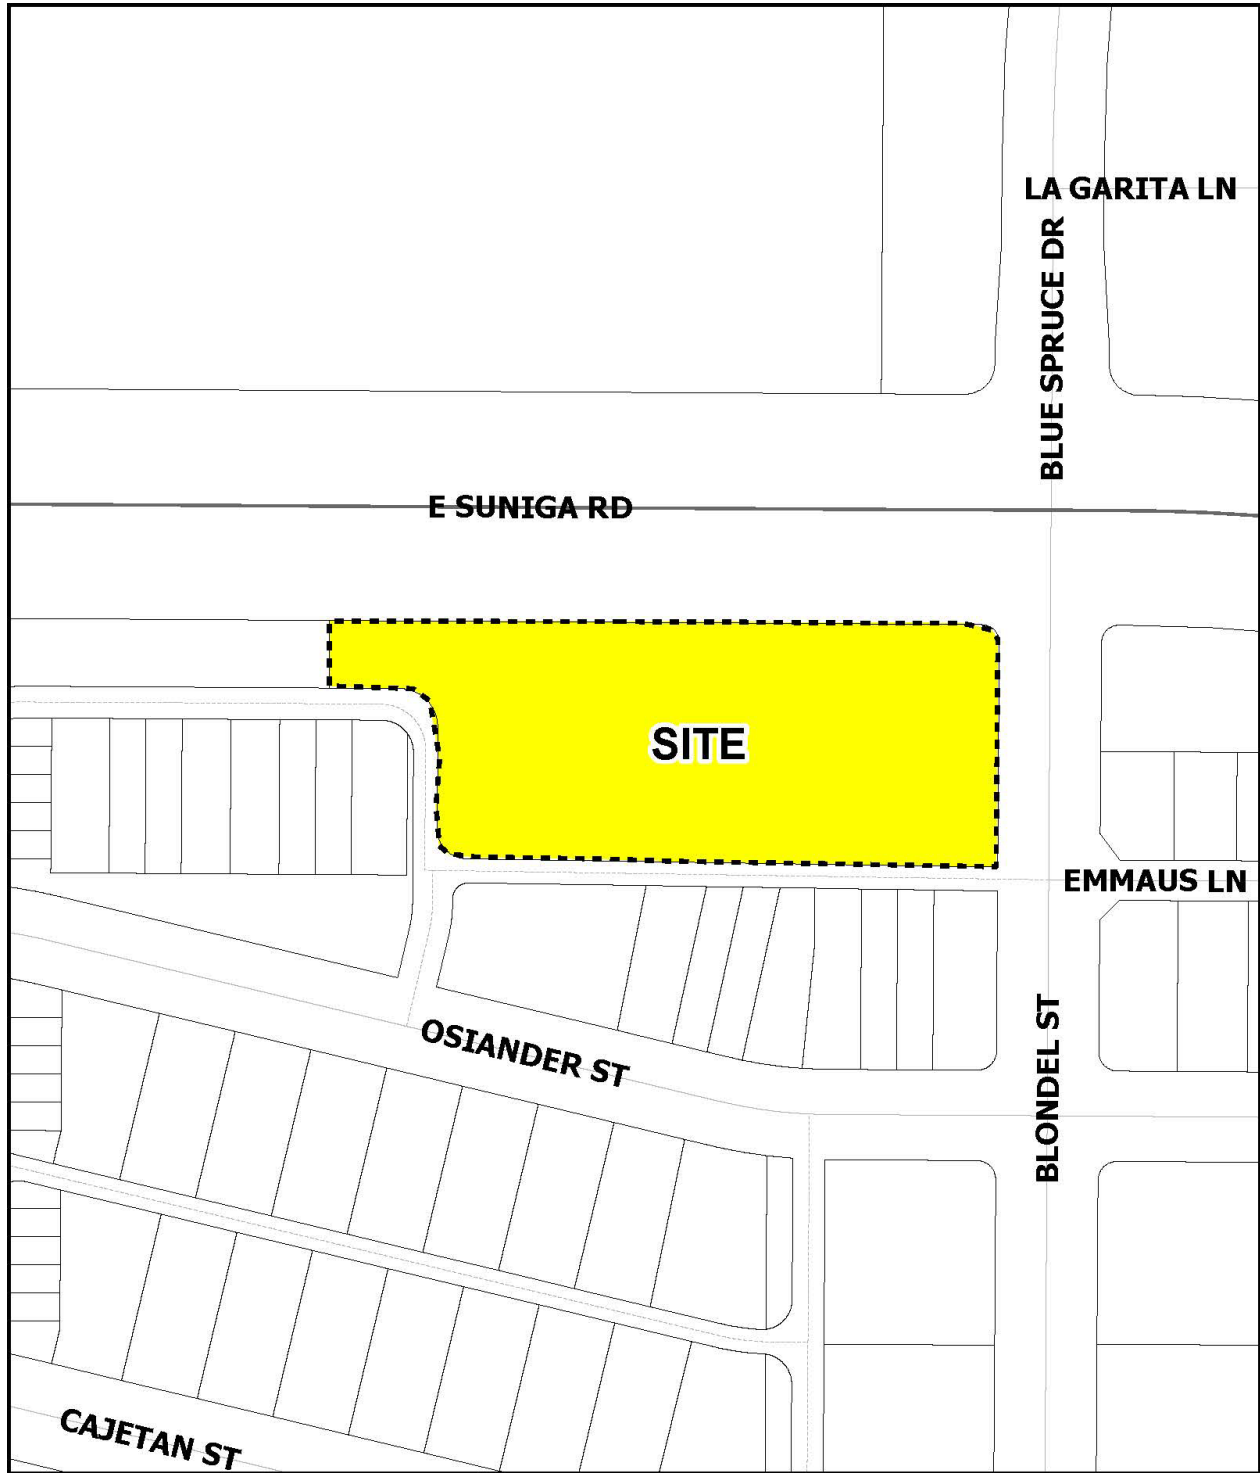 LA GARITA LN
BLUE SPRUCE DR
E SUNIGA RD
SITE
EMMAUS LN
OSIANDER ST
BLONDEL ST
CAJETAN ST